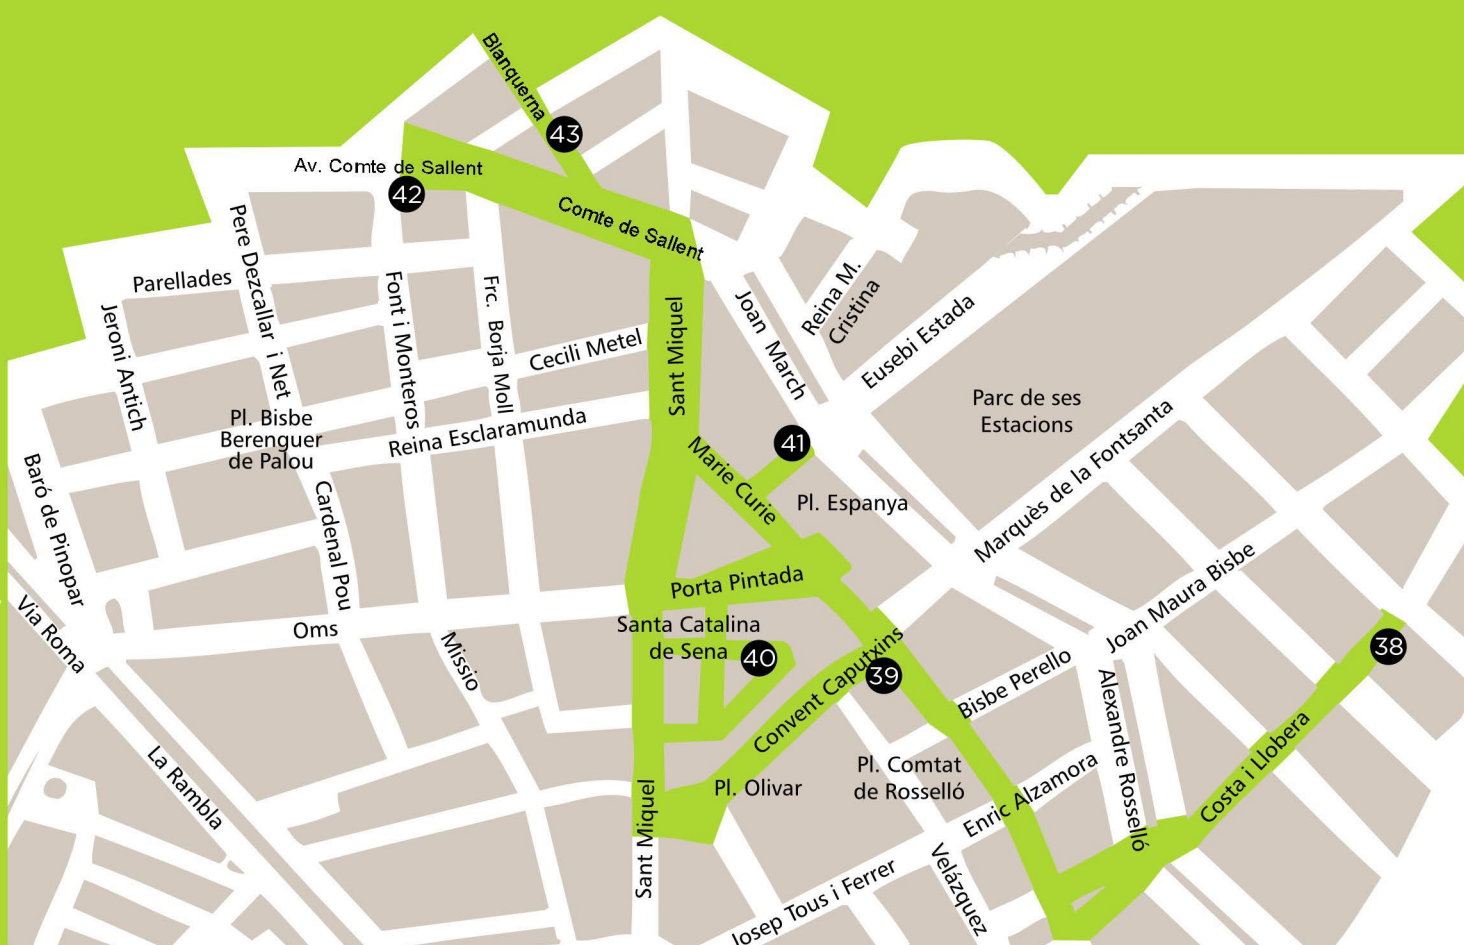 Blanquerna
43
Av. Comte de Sallent
42
Comte de Sallent
Pere Dezcallar i Net
Parellades
Jeroni Antich
Font i Monteros
Frc. Borja Moll
Cecili Metel
Sant Miquel
Joan March
Reina M.
Cristina
Eusebi Estada
Parc de ses
Estacions
Pl. Bisbe
Berenguer
de Palou
Reina Esclaramunda
41
Marie Curie
Pl. Espanya
Marquès de la Fontsanta
Baró de Pinopar
Cardenal Pou
Porta Pintada
Joan Maura Bisbe
Via Roma
Oms
Missio
Santa Catalina
de Sena
40
Convent Caputxins
39
38
Bisbe Perello
Alexandre Rosselló
Costa i Llobera
La Rambla
Sant Miquel
Pl. Olivar
Pl. Comtat
de Rosselló
Enric Alzamora
Josep Tous i Ferrer
Velázquez